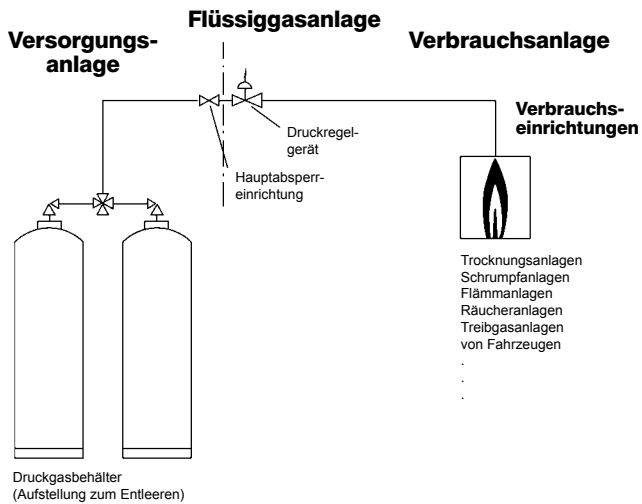 Flüssiggasanlage
Versorgungs-
anlage
Verbrauchsanlage
Verbrauchs-
einrichtungen
Druckregel-
gerät
Hauptabsperr-
einrichtung
Trocknungsanlagen
Schrumpfanlagen
Flämmanlagen
Räucheranlagen
Treibgasanlagen
von Fahrzeugen
.
.
.
Druckgasbehälter
(Aufstellung zum Entleeren)